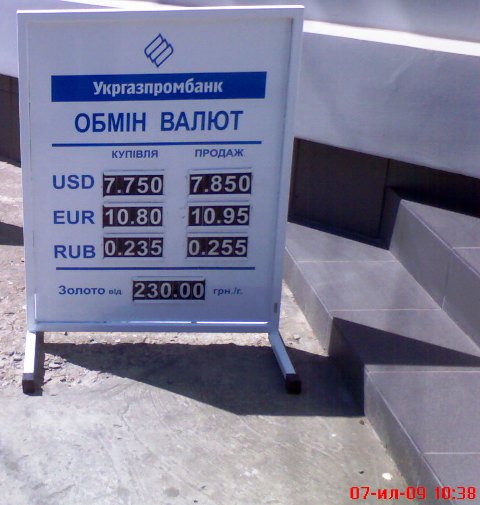 Укргазпромбанк
ОБМІН ВАЛЮТ
КУПІВЛЯ ПРОДАЖ
USD 7.750 7.850
EUR 10.80 10.95
RUB 0.235 0.255
Золото від 230.00 грн./г.
07-ил-09 10:38